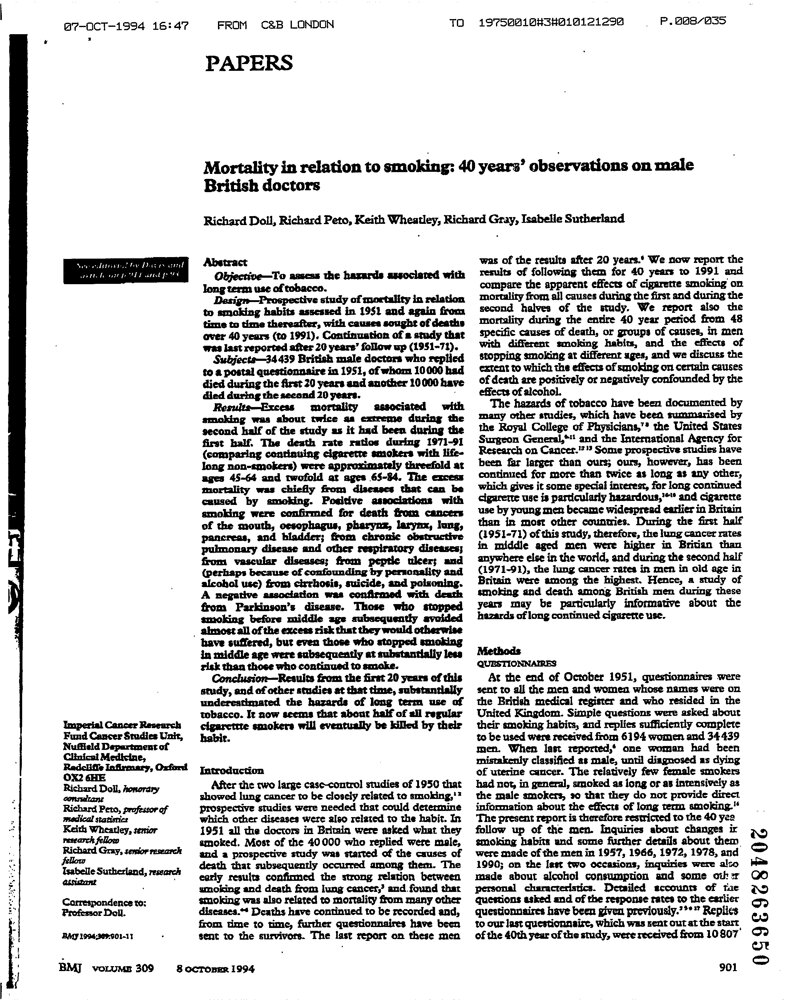 07-OCT-1994 16:47 FROM C&B LONDON TO 19750010#3#010121290 P.008/035
PAPERS
Mortality in relation to smoking: 40 years' observations on male
British doctors
Richard Doll, Richard Peto, Keith Wheatley, Richard Gray, Isabelle Sutherland
See editorial by Davis and
Abstract
Objective—To assess the hazards associated with
long term use of tobacco.
Design—Prospective study of mortality in relation
to smoking habits assessed in 1951 and again from
time to time thereafter, with causes sought of deaths
over 40 years (to 1991). Continuation of a study that
was last reported after 20 years' follow up (1951-71).
Subjects—34439 British male doctors who replied
to a postal questionnaire in 1951, of whom 10000 had
died during the first 20 years and another 10000 have
died during the second 20 years.
Results—Excess mortality associated with
smoking was about twice as extreme during the
second half of the study as it had been during the
first half. The death rate ratios during 1971-91
(comparing continuing cigarette smokers with life-
long non-smokers) were approximately threefold at
ages 45-64 and twofold at ages 65-84. The excess
mortality was chiefly from diseases that can be
caused by smoking. Positive associations with
smoking were confirmed for death from cancers
of the mouth, oesophagus, pharynx, larynx, lung,
pancreas, and bladder; from chronic obstructive
pulmonary disease and other respiratory diseases;
from vascular diseases; from peptic ulcer; and
(perhaps because of confounding by personality and
alcohol use) from cirrhosis, suicide, and poisoning.
A negative association was confirmed with death
from Parkinson's disease. Those who stopped
smoking before middle age subsequently avoided
almost all of the excess risk that they would otherwise
have suffered, but even those who stopped smoking
in middle age were subsequently at substantially less
risk than those who continued to smoke.
Conclusion—Results from the first 20 years of this
study, and of other studies at that time, substantially
underestimated the hazards of long term use of
tobacco. It now seems that about half of all regular
cigarettte smokers will eventually be killed by their
habit.
Introduction
After the two large case-control studies of 1950 that
showed lung cancer to be closely related to smoking,
prospective studies were needed that could determine
which other diseases were also related to the habit. In
1951 all the doctors in Britain were asked what they
smoked. Most of the 40000 who replied were male,
and a prospective study was started of the causes of
death that subsequently occurred among them. The
early results confirmed the strong relation between
smoking and death from lung cancer, and found that
smoking was also related to mortality from many other
diseases. Deaths have continued to be recorded and,
from time to time, further questionnaires have been
sent to the survivors. The last report on these men
was of the results after 20 years. We now report the
results of following them for 40 years to 1991 and
compare the apparent effects of cigarette smoking on
mortality from all causes during the first and during the
second halves of the study. We report also the
mortality during the entire 40 year period from 48
specific causes of death, or groups of causes, in men
with different smoking habits, and the effects of
stopping smoking at different ages, and we discuss the
extent to which the effects of smoking on certain causes
of death are positively or negatively confounded by the
effects of alcohol.
The hazards of tobacco have been documented by
many other studies, which have been summarised by
the Royal College of Physicians, the United States
Surgeon General, and the International Agency for
Research on Cancer. Some prospective studies have
been far larger than ours; ours, however, has been
continued for more than twice as long as any other,
which gives it some special interest, for long continued
cigarette use is particularly hazardous, and cigarette
use by young men became widespread earlier in Britain
than in most other countries. During the first half
(1951-71) of this study, therefore, the lung cancer rates
in middle aged men were higher in Britian than
anywhere else in the world, and during the second half
(1971-91), the lung cancer rates in men in old age in
Britain were among the highest. Hence, a study of
smoking and death among British men during these
years may be particularly informative about the
hazards of long continued cigarette use.
Methods
QUESTIONNAIRES
At the end of October 1951, questionnaires were
sent to all the men and women whose names were on
the British medical register and who resided in the
United Kingdom. Simple questions were asked about
their smoking habits, and replies sufficiently complete
to be used were received from 6194 women and 34439
men. When last reported, one woman had been
mistakenly classified as male, until diagnosed as dying
of uterine cancer. The relatively few female smokers
had not, in general, smoked as long or as intensively as
the male smokers, so that they do not provide direct
information about the effects of long term smoking.
The present report is therefore restricted to the 40 yea
follow up of the men. Inquiries about changes ir
smoking habits and some further details about them
were made of the men in 1957, 1966, 1972, 1978, and
1990; on the last two occasions, inquiries were also
made about alcohol consumption and some other
personal characteristics. Detailed accounts of the
questions asked and of the response rates to the earlier
questionnaires have been given previously. Replies
to our last questionnaire, which was sent out at the start
of the 40th year of the study, were received from 10807
Imperial Cancer Research
Fund Cancer Studies Unit,
Nuffield Department of
Clinical Medicine,
Radcliffe Infirmary, Oxford
OX2 6HE
Richard Doll, honorary
consultant
Richard Peto, professor of
medical statistics
Keith Wheatley, senior
research fellow
Richard Gray, senior research
fellow
Isabelle Sutherland, research
assistant
Correspondence to:
Professor Doll.
BMJ 1994;309:901-11
BMJ VOLUME 309 8 OCTOBER 1994 901
2048263650